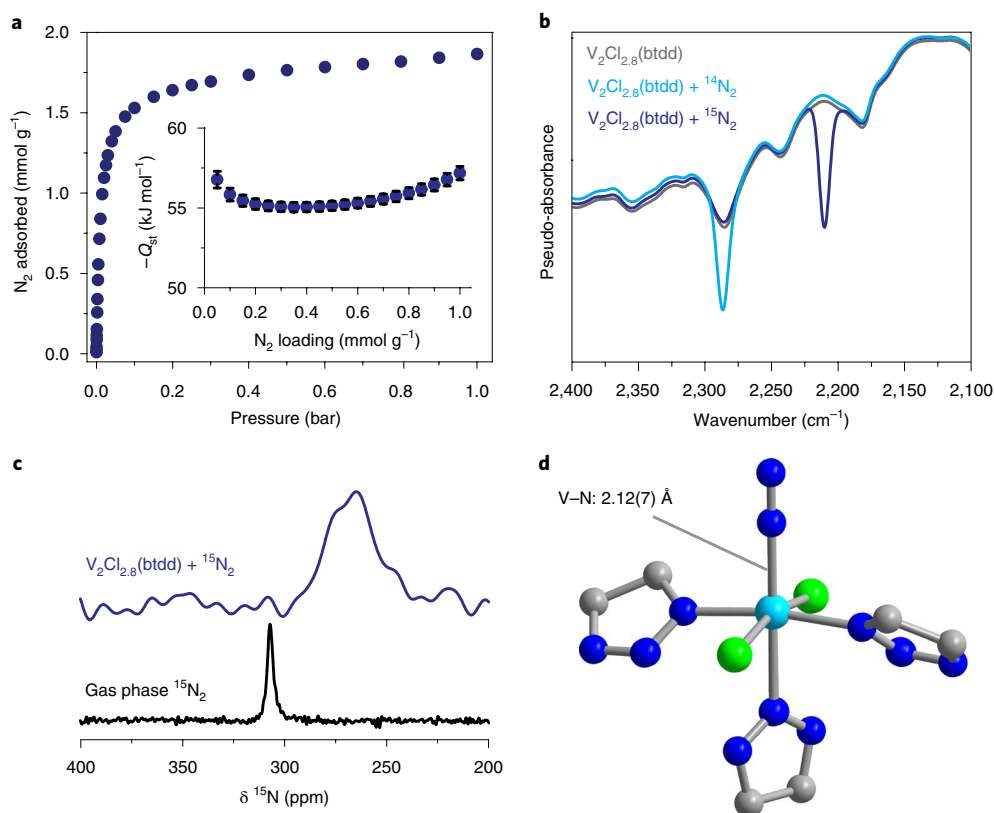 a
2.0
1.5
1.0
0.5
0.0
N₂ adsorbed (mmol g⁻¹)
0.0 0.2 0.4 0.6 0.8 1.0
Pressure (bar)
60
55
50
−Qst (kJ mol⁻¹)
0.0 0.2 0.4 0.6 0.8 1.0
N₂ loading (mmol g⁻¹)
b
V₂Cl₂.₈(btdd)
V₂Cl₂.₈(btdd) + ¹⁴N₂
V₂Cl₂.₈(btdd) + ¹⁵N₂
Pseudo-absorbance
2,400 2,350 2,300 2,250 2,200 2,150 2,100
Wavenumber (cm⁻¹)
c
V₂Cl₂.₈(btdd) + ¹⁵N₂
Gas phase ¹⁵N₂
400 350 300 250 200
δ ¹⁵N (ppm)
d
V–N: 2.12(7) Å